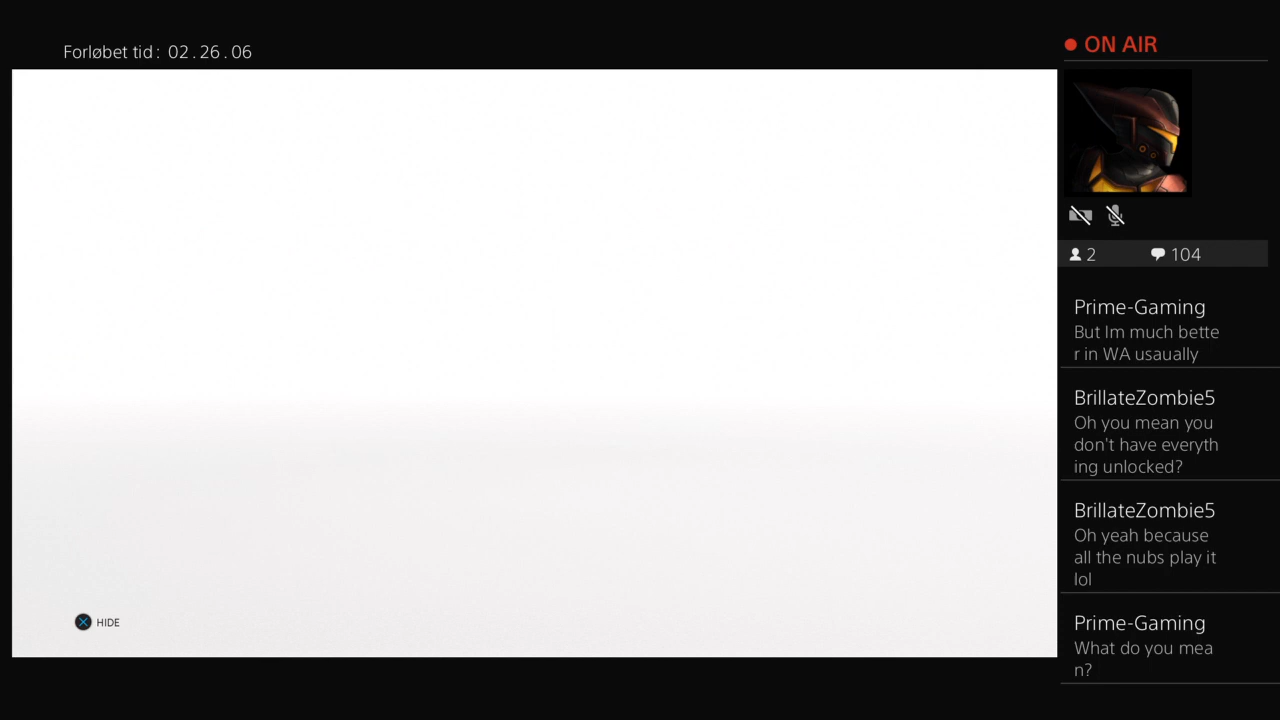 Forløbet tid: 02.26.06
ON AIR
2 104
Prime-Gaming
But Im much bette
r in WA usaually
BrillateZombie5
Oh you mean you
don't have everyth
ing unlocked?
BrillateZombie5
Oh yeah because
all the nubs play it
lol
Prime-Gaming
What do you mea
n?
HIDE